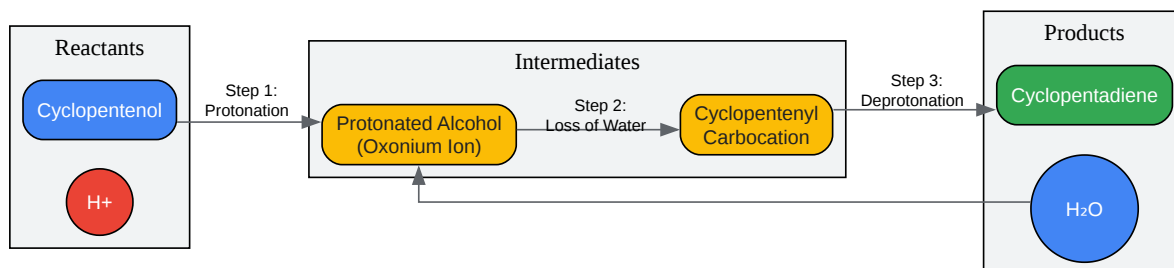 Reactants
Cyclopentenol
H+
Step 1:
Protonation
Intermediates
Protonated Alcohol
(Oxonium Ion)
Step 2:
Loss of Water
Cyclopentenyl
Carbocation
Step 3:
Deprotonation
Products
Cyclopentadiene
H₂O